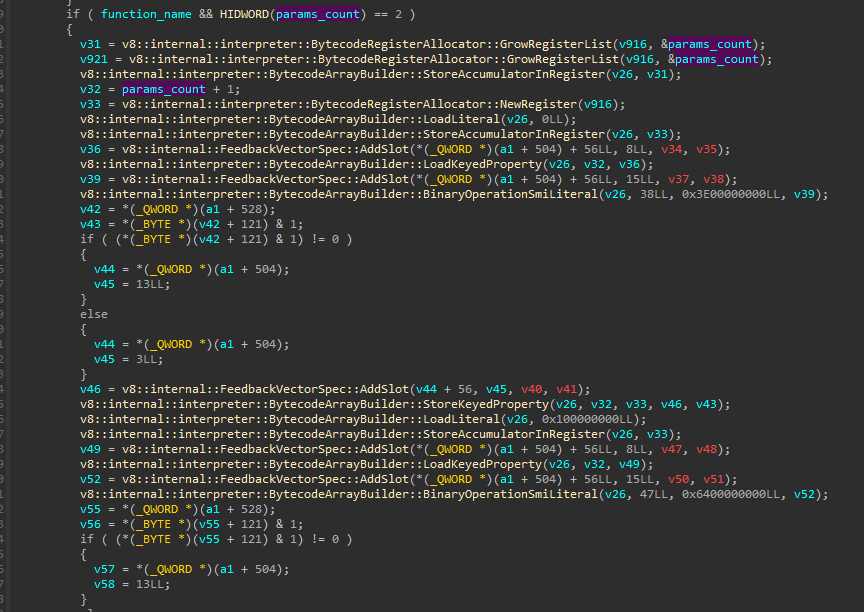 if ( function_name && HIDWORD(params_count) == 2 )
{
v31 = v8::internal::interpreter::BytecodeRegisterAllocator::GrowRegisterList(v916, &params_count);
v921 = v8::internal::interpreter::BytecodeRegisterAllocator::GrowRegisterList(v916, &params_count);
v8::internal::interpreter::BytecodeArrayBuilder::StoreAccumulatorInRegister(v26, v31);
v32 = params_count + 1;
v33 = v8::internal::interpreter::BytecodeRegisterAllocator::NewRegister(v916);
v8::internal::interpreter::BytecodeArrayBuilder::LoadLiteral(v26, 0LL);
v8::internal::interpreter::BytecodeArrayBuilder::StoreAccumulatorInRegister(v26, v33);
v36 = v8::internal::FeedbackVectorSpec::AddSlot(*(_QWORD *)(a1 + 504) + 56LL, 8LL, v34, v35);
v8::internal::interpreter::BytecodeArrayBuilder::LoadKeyedProperty(v26, v32, v36);
v39 = v8::internal::FeedbackVectorSpec::AddSlot(*(_QWORD *)(a1 + 504) + 56LL, 15LL, v37, v38);
v8::internal::interpreter::BytecodeArrayBuilder::BinaryOperationSmiLiteral(v26, 38LL, 0x3E00000000LL, v39);
v42 = *(_QWORD *)(a1 + 528);
v43 = *(_BYTE *)(v42 + 121) & 1;
if ( (*(_BYTE *)(v42 + 121) & 1) != 0 )
{
v44 = *(_QWORD *)(a1 + 504);
v45 = 13LL;
}
else
{
v44 = *(_QWORD *)(a1 + 504);
v45 = 3LL;
}
v46 = v8::internal::FeedbackVectorSpec::AddSlot(v44 + 56, v45, v40, v41);
v8::internal::interpreter::BytecodeArrayBuilder::StoreKeyedProperty(v26, v32, v33, v46, v43);
v8::internal::interpreter::BytecodeArrayBuilder::LoadLiteral(v26, 0x100000000LL);
v8::internal::interpreter::BytecodeArrayBuilder::StoreAccumulatorInRegister(v26, v33);
v49 = v8::internal::FeedbackVectorSpec::AddSlot(*(_QWORD *)(a1 + 504) + 56LL, 8LL, v47, v48);
v8::internal::interpreter::BytecodeArrayBuilder::LoadKeyedProperty(v26, v32, v49);
v52 = v8::internal::FeedbackVectorSpec::AddSlot(*(_QWORD *)(a1 + 504) + 56LL, 15LL, v50, v51);
v8::internal::interpreter::BytecodeArrayBuilder::BinaryOperationSmiLiteral(v26, 47LL, 0x6400000000LL, v52);
v55 = *(_QWORD *)(a1 + 528);
v56 = *(_BYTE *)(v55 + 121) & 1;
if ( (*(_BYTE *)(v55 + 121) & 1) != 0 )
{
v57 = *(_QWORD *)(a1 + 504);
v58 = 13LL;
}